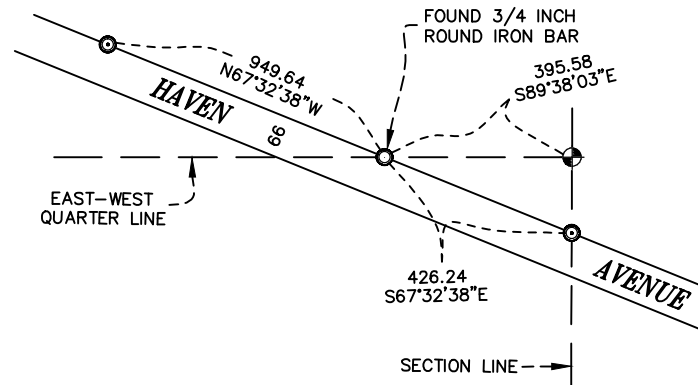 FOUND 3/4 INCH
ROUND IRON BAR
949.64
N67°32'38"W
395.58
S89°38'03"E
HAVEN
66
EAST-WEST
QUARTER LINE
426.24
S67°32'38"E
AVENUE
SECTION LINE